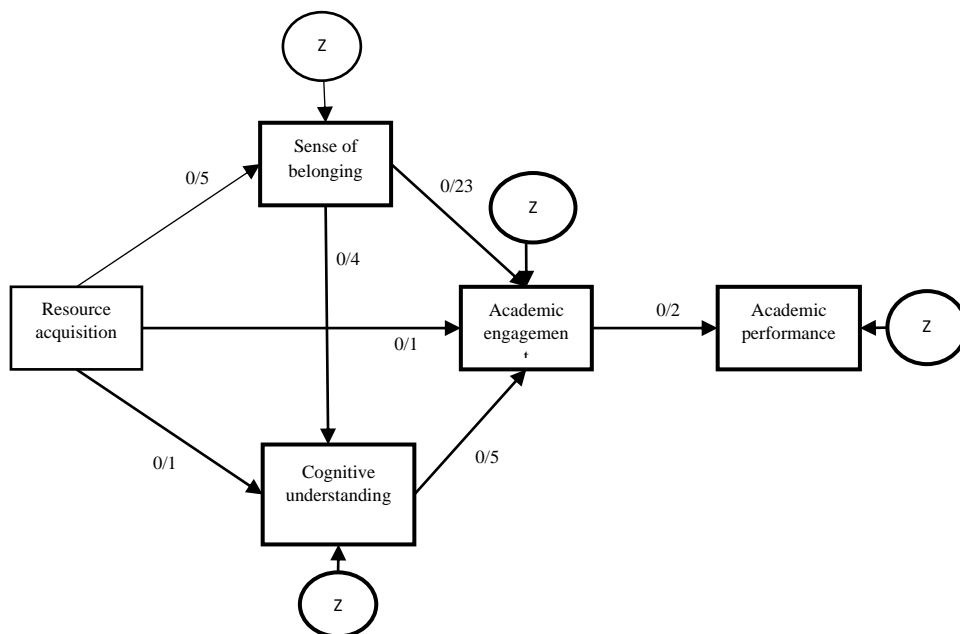 Z
Sense of
belonging
0/5
0/23
Z
0/4
Resource
acquisition
0/1
Academic
engagemen
t
0/2
Academic
performance
Z
0/1
Cognitive
understanding
0/5
Z